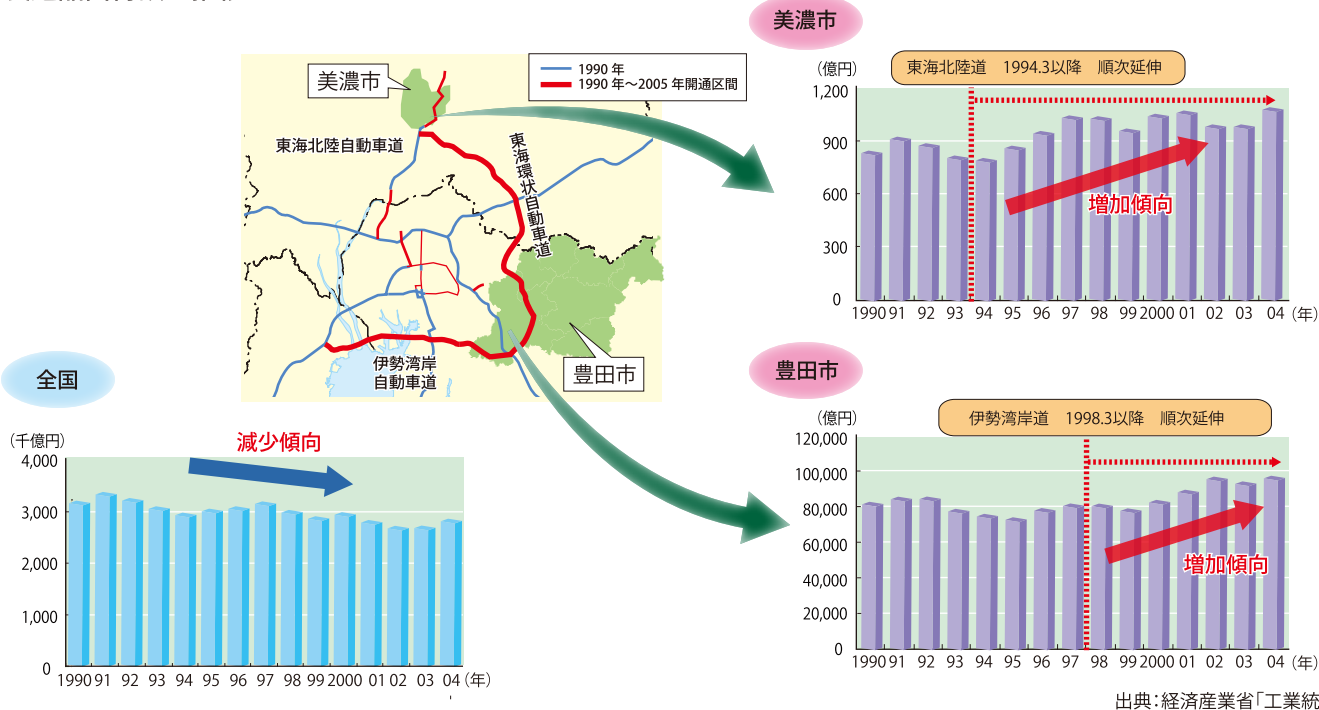 美濃市
(億円)
東海北陸道 1994.3以降 順次延伸
1,200
900
600
300
0
増加傾向
1990 91 92 93 94 95 96 97 98 99 2000 01 02 03 04 (年)
1990 年
1990 年～2005 年開通区間
美濃市
東海北陸自動車道
東海環状自動車道
伊勢湾岸
自動車道
豊田市
全国
(千億円)
減少傾向
4,000
3,000
2,000
1,000
0
1990 91 92 93 94 95 96 97 98 99 2000 01 02 03 04 (年)
豊田市
(億円)
伊勢湾岸道 1998.3以降 順次延伸
120,000
100,000
80,000
60,000
40,000
20,000
0
増加傾向
1990 91 92 93 94 95 96 97 98 99 2000 01 02 03 04 (年)
出典：経済産業省「工業統